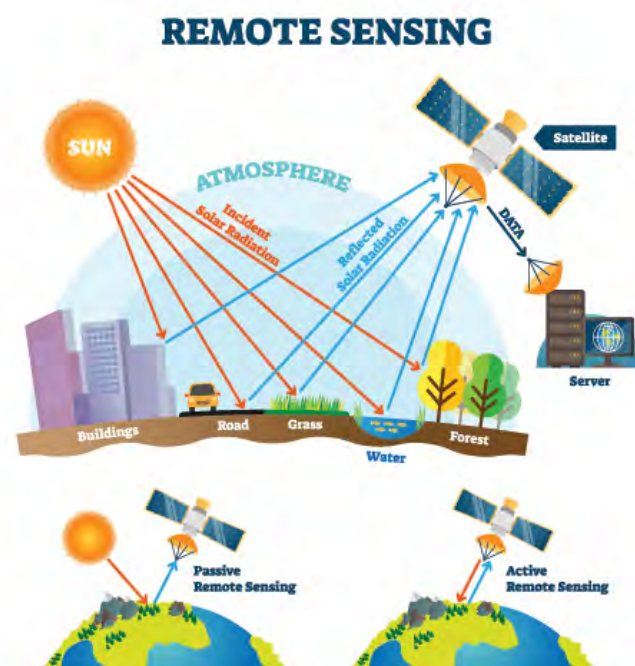 REMOTE SENSING
SUN
Satellite
ATMOSPHERE
Incident
Solar Radiation
Reflected
Solar Radiation
DATA
Server
Buildings
Road
Grass
Water
Forest
Passive
Remote Sensing
Active
Remote Sensing